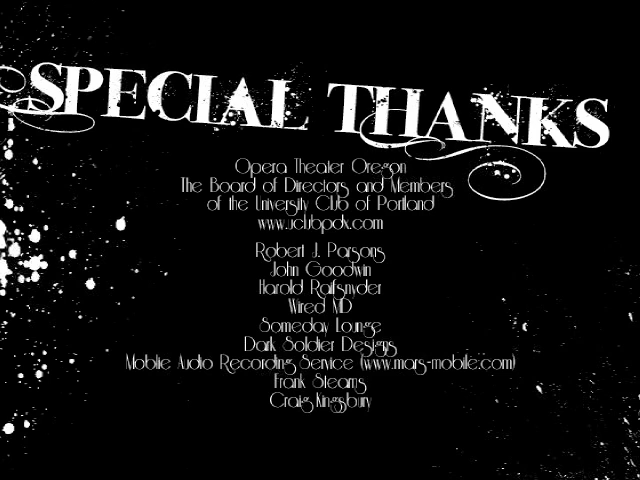 SPECIAL THANKS
Opera Theater Oregon
The Board of Directors and Members
of the University Club of Portland
www.uclubpdx.com
Robert J. Parsons
John Goodwin
Harold Raifsnyder
Wired MD
Someday Lounge
Dark Soldier Designs
Mobile Audio Recording Service (www.mars-mobile.com)
Frank Stearns
Craig Kingsbury